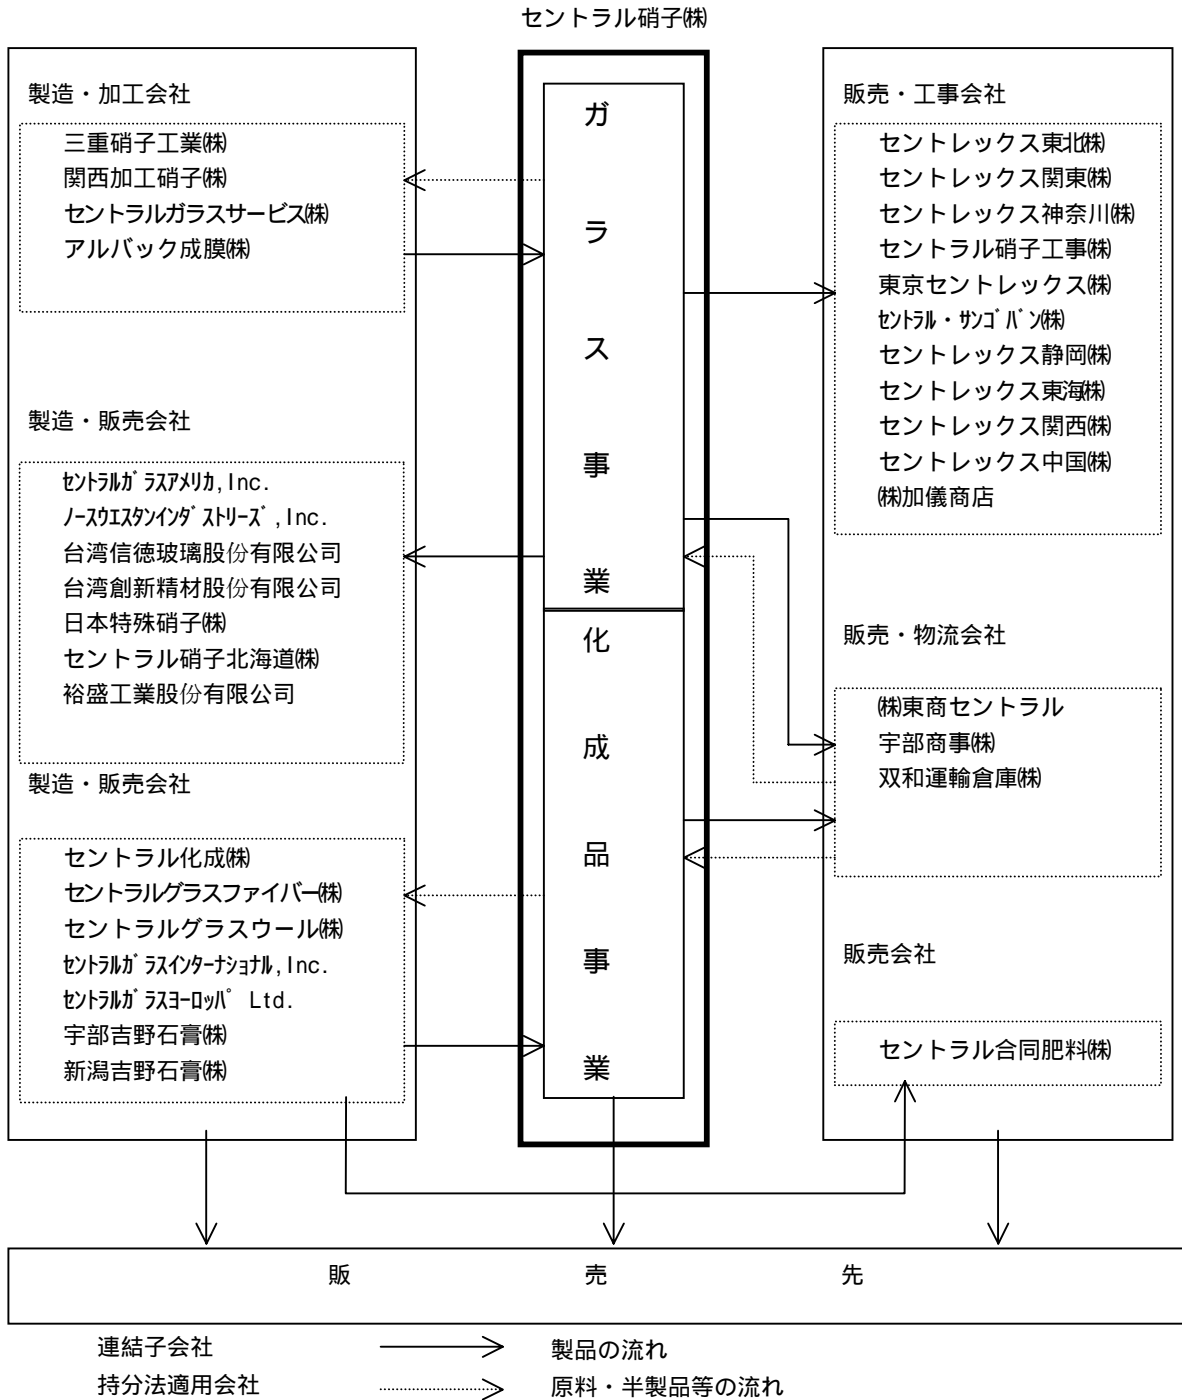 セントラル硝子㈱
製造・加工会社
三重硝子工業㈱
関西加工硝子㈱
セントラルガラスサービス㈱
アルバック成膜㈱
製造・販売会社
ｾﾝﾄﾗﾙｶﾞﾗｽｱﾒﾘｶ,Inc.
ﾉｰｽｳｴｽﾀﾝｲﾝﾀﾞｽﾄﾘｰｽﾞ,Inc.
台湾信徳玻璃股份有限公司
台湾創新精材股份有限公司
日本特殊硝子㈱
セントラル硝子北海道㈱
裕盛工業股份有限公司
製造・販売会社
セントラル化成㈱
セントラルグラスファイバー㈱
セントラルグラスウール㈱
ｾﾝﾄﾗﾙｶﾞﾗｽｲﾝﾀｰﾅｼｮﾅﾙ,Inc.
ｾﾝﾄﾗﾙｶﾞﾗｽﾖｰﾛｯﾊﾟ Ltd.
宇部吉野石膏㈱
新潟吉野石膏㈱
ガラス事業
化成品事業
販売・工事会社
セントレックス東北㈱
セントレックス関東㈱
セントレックス神奈川㈱
セントラル硝子工事㈱
東京セントレックス㈱
ｾﾝﾄﾗﾙ・ｻﾝｺﾞﾊﾞﾝ㈱
セントレックス静岡㈱
セントレックス東海㈱
セントレックス関西㈱
セントレックス中国㈱
㈱加儀商店
販売・物流会社
㈱東商セントラル
宇部商事㈱
双和運輸倉庫㈱
販売会社
セントラル合同肥料㈱
販売先
連結子会社 製品の流れ
持分法適用会社 原料・半製品等の流れ